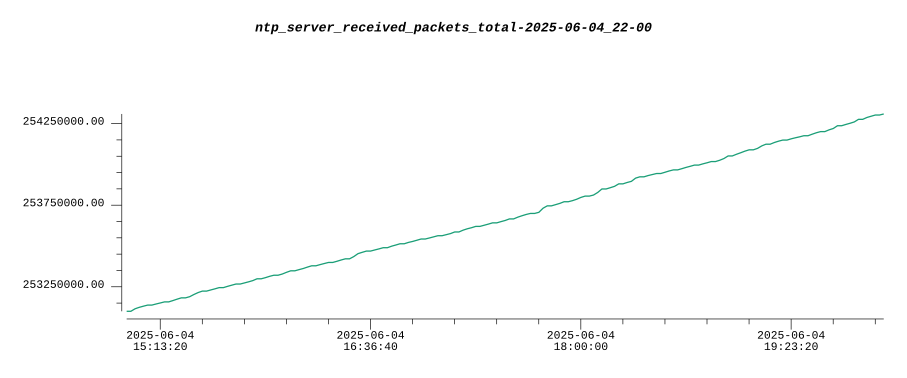 ntp_server_received_packets_total-2025-06-04_22-00
254250000.00
253750000.00
253250000.00
2025-06-04 2025-06-04 2025-06-04 2025-06-04
15:13:20 16:36:40 18:00:00 19:23:20